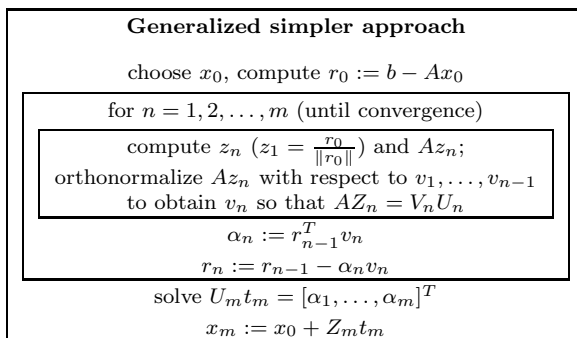 Generalized simpler approach
choose x₀, compute r₀ := b − Ax₀
for n = 1, 2, . . . , m (until convergence)
compute zₙ (z₁ = r₀/‖r₀‖) and Azₙ;
orthonormalize Azₙ with respect to v₁, . . . , vₙ₋₁
to obtain vₙ so that AZₙ = VₙUₙ
αₙ := rᵀₙ₋₁vₙ
rₙ := rₙ₋₁ − αₙvₙ
solve Uₘtₘ = [α₁, . . . , αₘ]ᵀ
xₘ := x₀ + Zₘtₘ